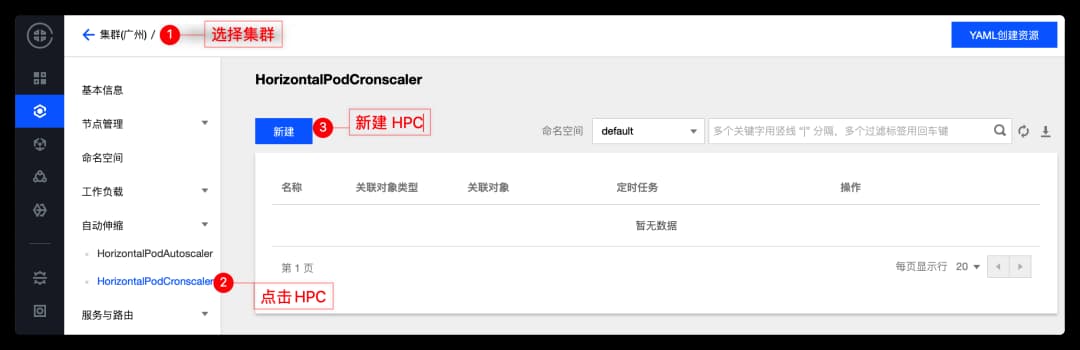 集群(广州) / 1 选择集群
YAML创建资源
基本信息
节点管理
命名空间
工作负载
自动伸缩
HorizontalPodAutoscaler
HorizontalPodCronscaler 2
点击HPC
服务与路由
HorizontalPodCronscaler
新建 3 新建 HPC
命名空间 default 多个关键字用竖线 "|" 分隔，多个过滤标签用回车键
名称 关联对象类型 关联对象 定时任务 操作
暂无数据
第 1 页 每页显示行 20